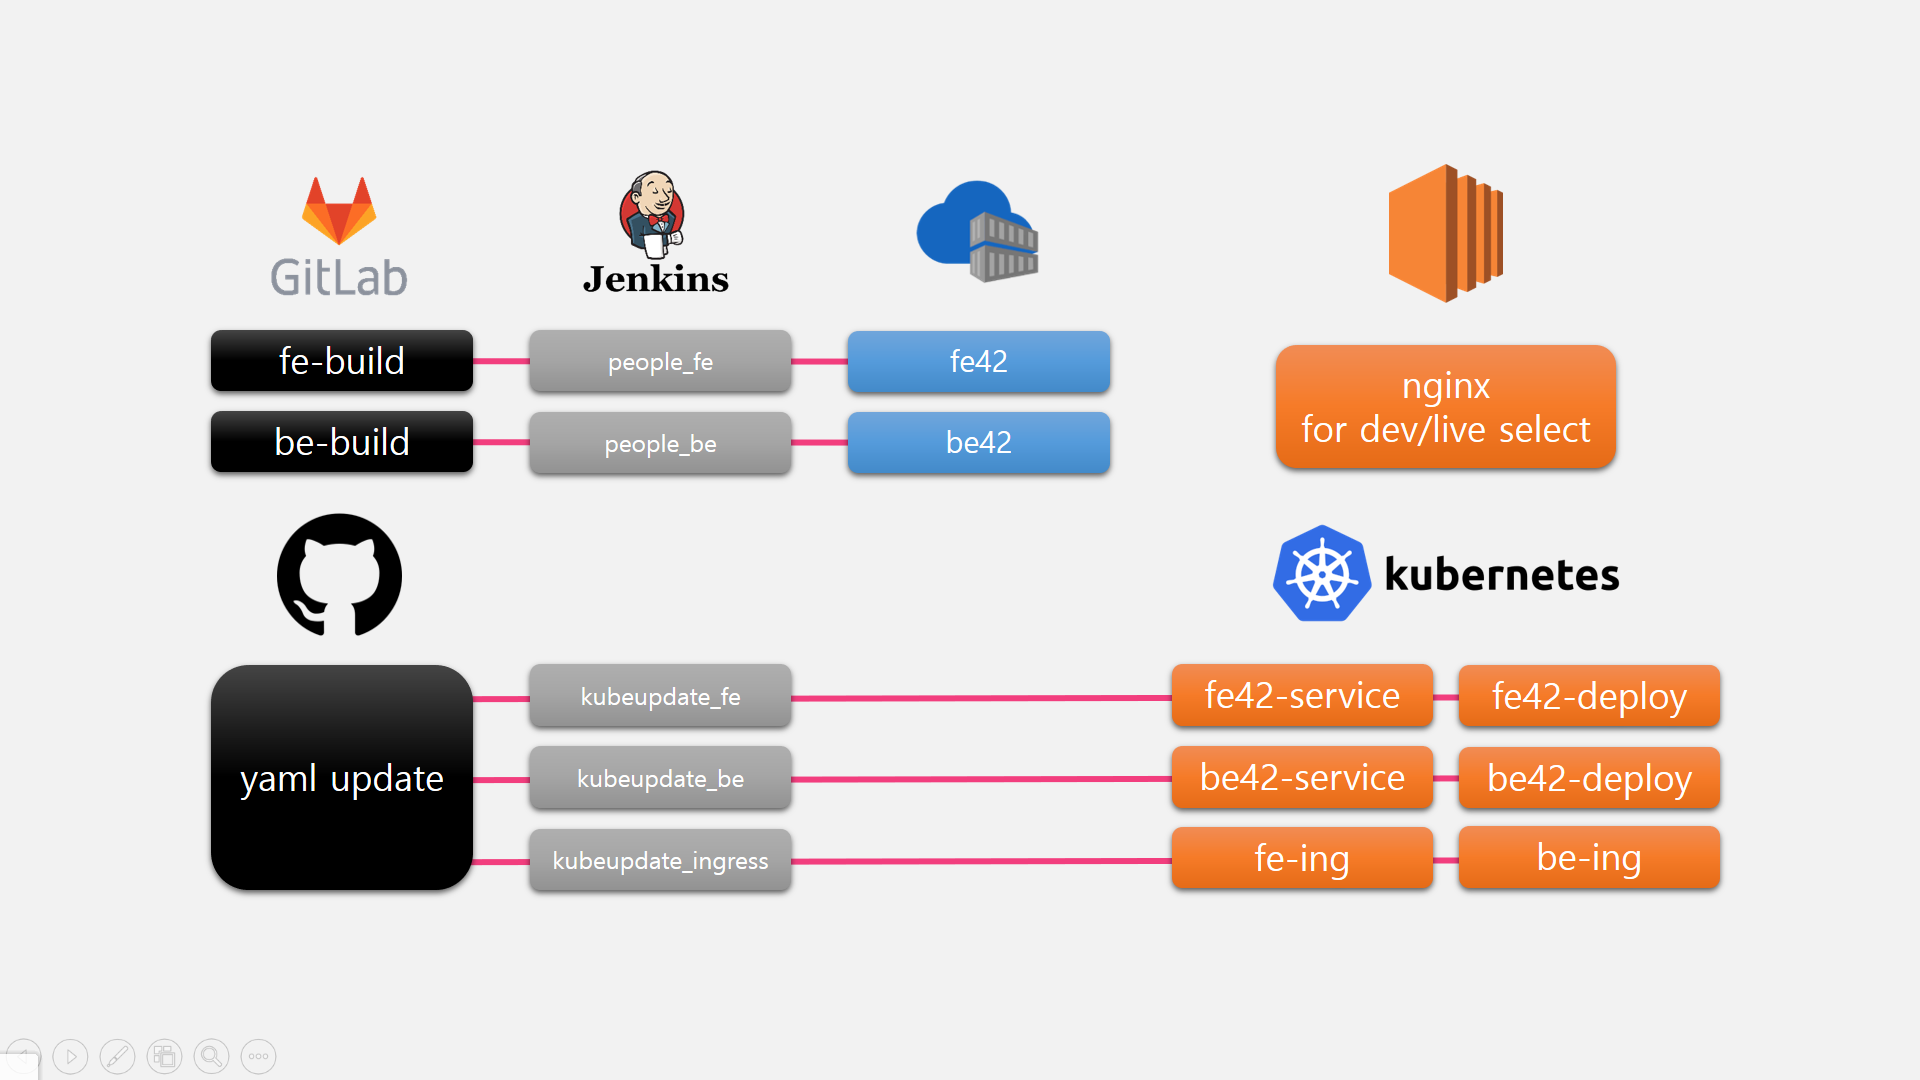 GitLab
Jenkins
fe-build
people_fe
fe42
be-build
people_be
be42
nginx
for dev/live select
kubernetes
yaml update
kubeupdate_fe
fe42-service
fe42-deploy
kubeupdate_be
be42-service
be42-deploy
kubeupdate_ingress
fe-ing
be-ing